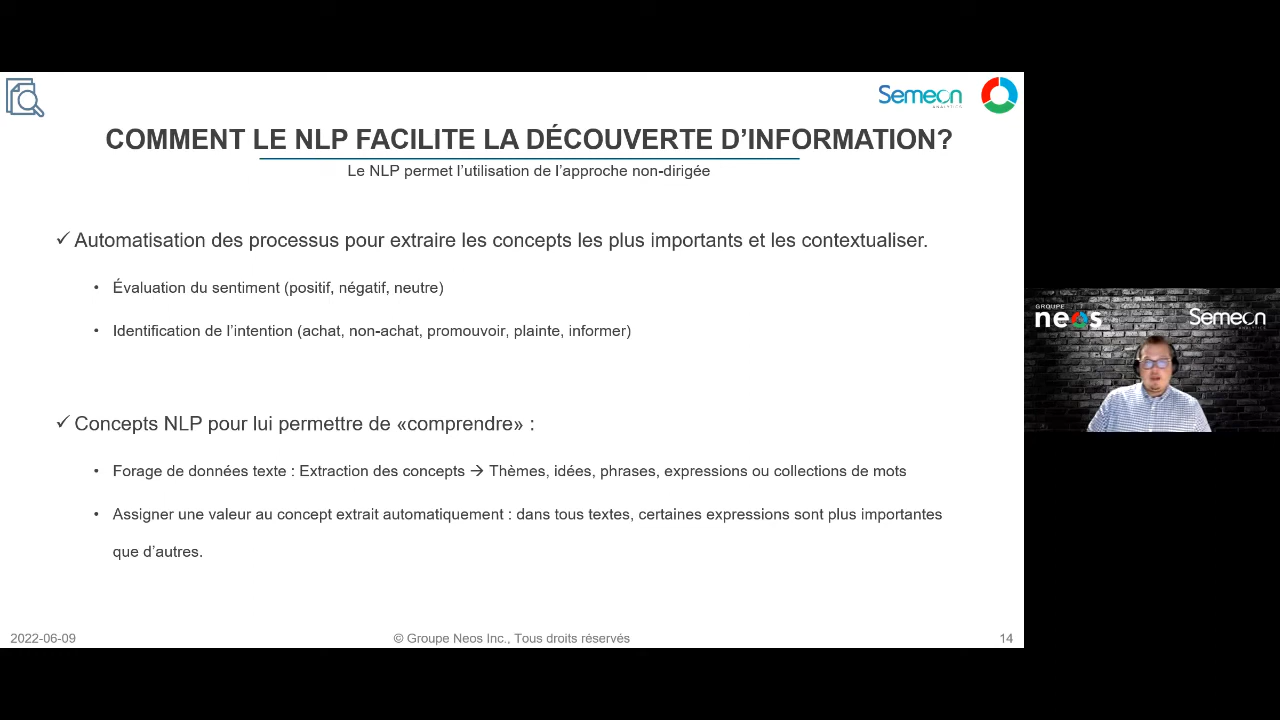 Semeon
ANALYTICS
COMMENT LE NLP FACILITE LA DÉCOUVERTE D’INFORMATION?
Le NLP permet l’utilisation de l’approche non-dirigée
✓ Automatisation des processus pour extraire les concepts les plus importants et les contextualiser.
• Évaluation du sentiment (positif, négatif, neutre)
• Identification de l’intention (achat, non-achat, promouvoir, plainte, informer)
✓ Concepts NLP pour lui permettre de «comprendre» :
• Forage de données texte : Extraction des concepts → Thèmes, idées, phrases, expressions ou collections de mots
• Assigner une valeur au concept extrait automatiquement : dans tous textes, certaines expressions sont plus importantes
que d’autres.
2022-06-09
© Groupe Neos Inc., Tous droits réservés
14
GROUPE
neos
Semeon
ANALYTICS